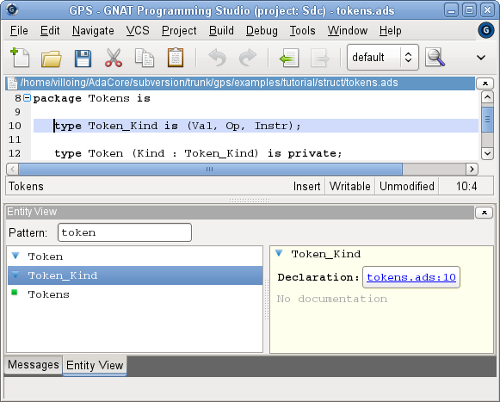 GPS - GNAT Programming Studio (project: Sdc) - tokens.ads
File Edit Navigate VCS Project Build Debug Tools Window Help
default
/home/villoing/AdaCore/subversion/trunk/gps/examples/tutorial/struct/tokens.ads
8 package Tokens is
9
10 type Token_Kind is (Val, Op, Instr);
11
12 type Token (Kind : Token_Kind) is private;
Tokens Insert Writable Unmodified 10:4
Entity View
Pattern: token
Token
Token_Kind
Tokens
Token_Kind
Declaration: tokens.ads:10
No documentation
Messages Entity View